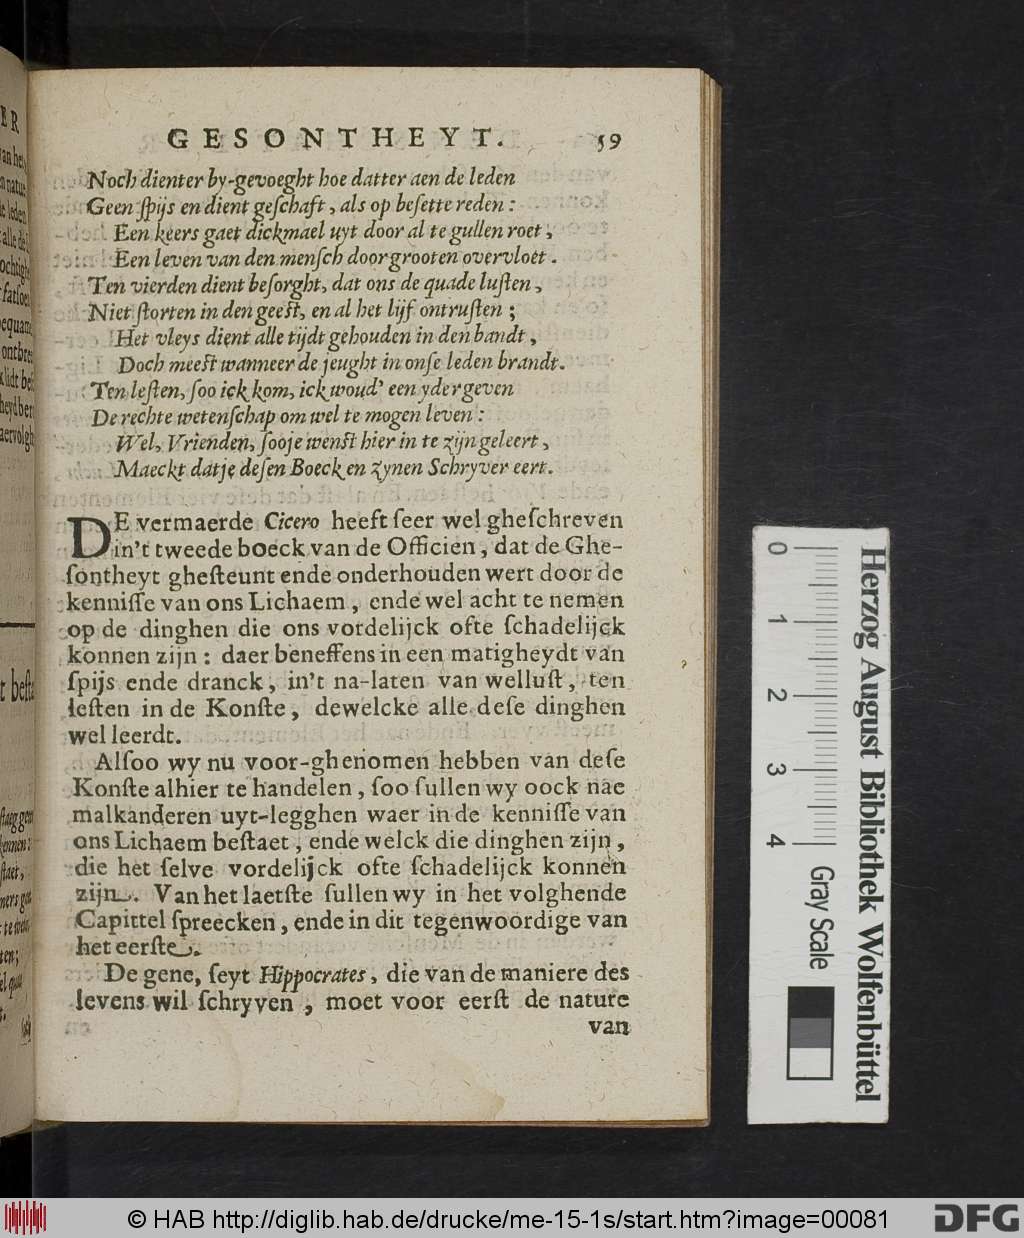 GESONTHEYT. 59
Noch dienter by-gevoeght hoe datter aen de leden
Geen ſpijs en dient geſchaft, als op beſette reden:
Een keers gaet dickmael uyt door al te gullen roet,
Een leven van den menſch door grooten overvloet.
Ten vierden dient beſorght, dat ons de quade luſten,
Niet ſtorten in den geeſt, en al het lijf ontruſten;
Het vleys dient alle tijdt gehouden in den bandt,
Doch meeſt wanneer de jeught in onſe leden brandt.
Ten leſten, ſoo ick kom, ick woud' een yder geven
De rechte wetenſchap om wel te mogen leven:
Wel, Vrienden, ſooje wenſt hier in te zijn geleert,
Maeckt datje deſen Boeck en zynen Schryver eert.
DE vermaerde Cicero heeft ſeer wel gheſchreven
in't tweede boeck van de Officien, dat de Ghe-
ſontheyt gheſteunt ende onderhouden wert door de
kenniſſe van ons Lichaem, ende wel acht te nemen
op de dinghen die ons vordelijck ofte ſchadelijck
konnen zijn: daer beneffens in een matigheydt van
ſpijs ende dranck, in't na-laten van welluſt, ten
leſten in de Konſte, dewelcke alle deſe dinghen
wel leerdt.
Alſoo wy nu voor-ghenomen hebben van deſe
Konſte alhier te handelen, ſoo ſullen wy oock nae
malkanderen uyt-legghen waer in de kenniſſe van
ons Lichaem beſtaet, ende welck die dinghen zijn,
die het ſelve vordelijck ofte ſchadelijck konnen
zijn. Van het laetſte ſullen wy in het volghende
Capittel ſpreecken, ende in dit tegenwoordige van
het eerſte.
De gene, ſeyt Hippocrates, die van de maniere des
levens wil ſchryven, moet voor eerſt de nature
van
0 1 2 3 4
Gray Scale
Herzog August Bibliothek Wolfenbüttel
© HAB http://diglib.hab.de/drucke/me-15-1s/start.htm?image=00081
DFG